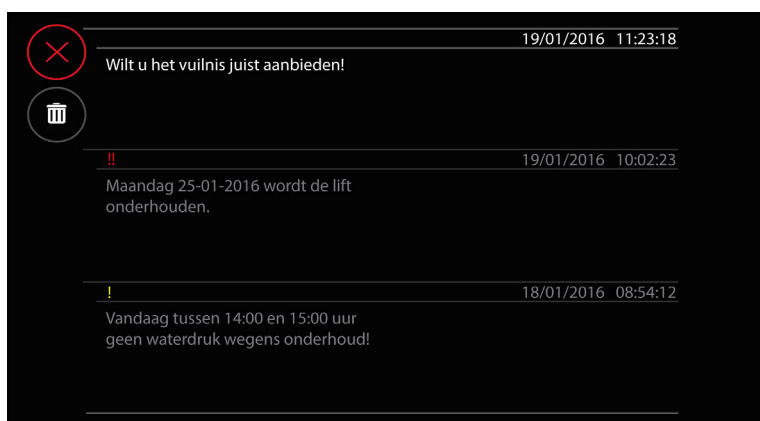 19/01/2016 11:23:18
Wilt u het vuilnis juist aanbieden!
!! 19/01/2016 10:02:23
Maandag 25-01-2016 wordt de lift
onderhouden.
! 18/01/2016 08:54:12
Vandaag tussen 14:00 en 15:00 uur
geen waterdruk wegens onderhoud!